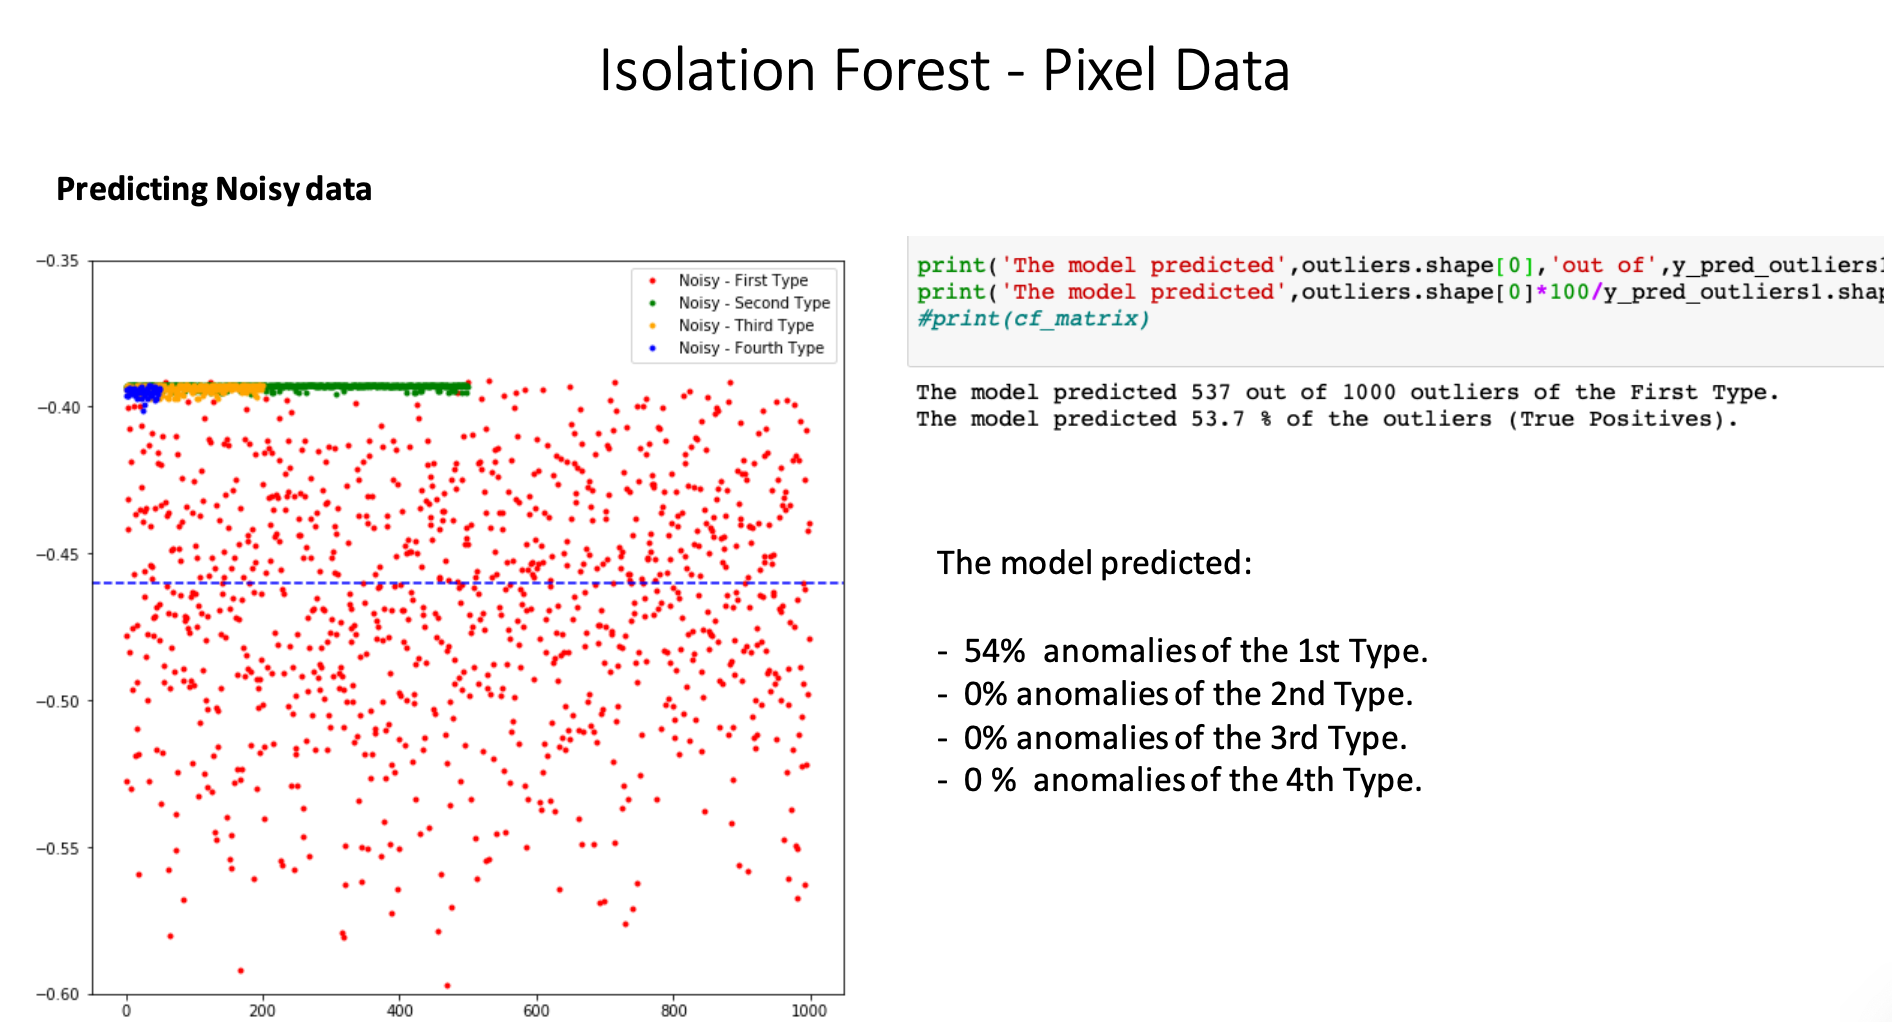 Isolation Forest - Pixel Data
Predicting Noisy data
−0.35
−0.40
−0.45
−0.50
−0.55
−0.60
0
200
400
600
800
1000
Noisy - First Type
Noisy - Second Type
Noisy - Third Type
Noisy - Fourth Type
print('The model predicted',outliers.shape[0],'out of',y_pred_outliers1
print('The model predicted',outliers.shape[0]*100/y_pred_outliers1.shap
#print(cf_matrix)
The model predicted 537 out of 1000 outliers of the First Type.
The model predicted 53.7 % of the outliers (True Positives).
The model predicted:
- 54% anomalies of the 1st Type.
- 0% anomalies of the 2nd Type.
- 0% anomalies of the 3rd Type.
- 0 % anomalies of the 4th Type.